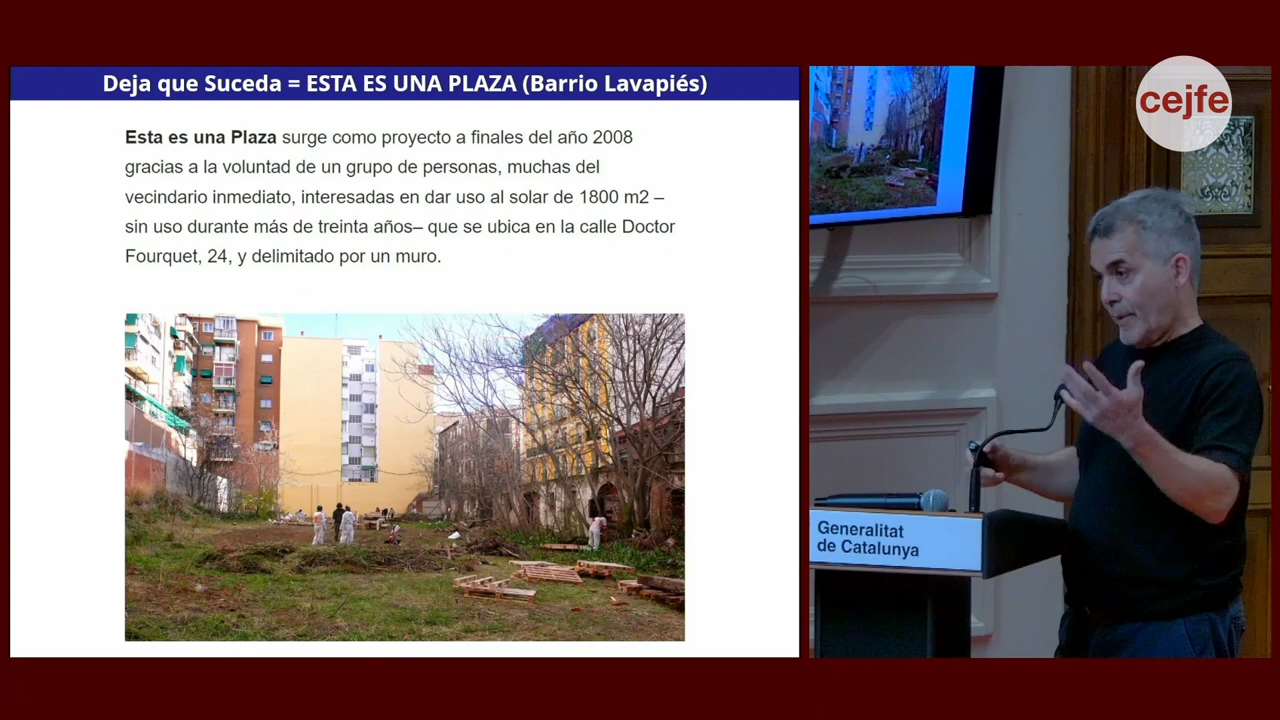 Deja que Suceda = ESTA ES UNA PLAZA (Barrio Lavapiés)
Esta es una Plaza surge como proyecto a finales del año 2008
gracias a la voluntad de un grupo de personas, muchas del
vecindario inmediato, interesadas en dar uso al solar de 1800 m2 –
sin uso durante más de treinta años– que se ubica en la calle Doctor
Fourquet, 24, y delimitado por un muro.
cejfe
Generalitat
de Catalunya